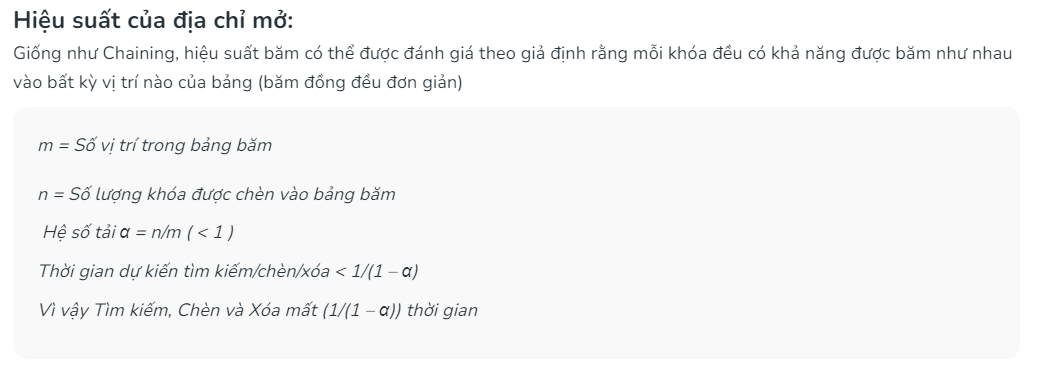 Hiệu suất của địa chỉ mở:
Giống như Chaining, hiệu suất băm có thể được đánh giá theo giả định rằng mỗi khóa đều có khả năng được băm như nhau
vào bất kỳ vị trí nào của bảng (băm đồng đều đơn giản)
m = Số vị trí trong bảng băm
n = Số lượng khóa được chèn vào bảng băm
Hệ số tải α = n/m ( < 1 )
Thời gian dự kiến tìm kiếm/chèn/xóa < 1/(1 – α)
Vì vậy Tìm kiếm, Chèn và Xóa mất (1/(1 – α)) thời gian